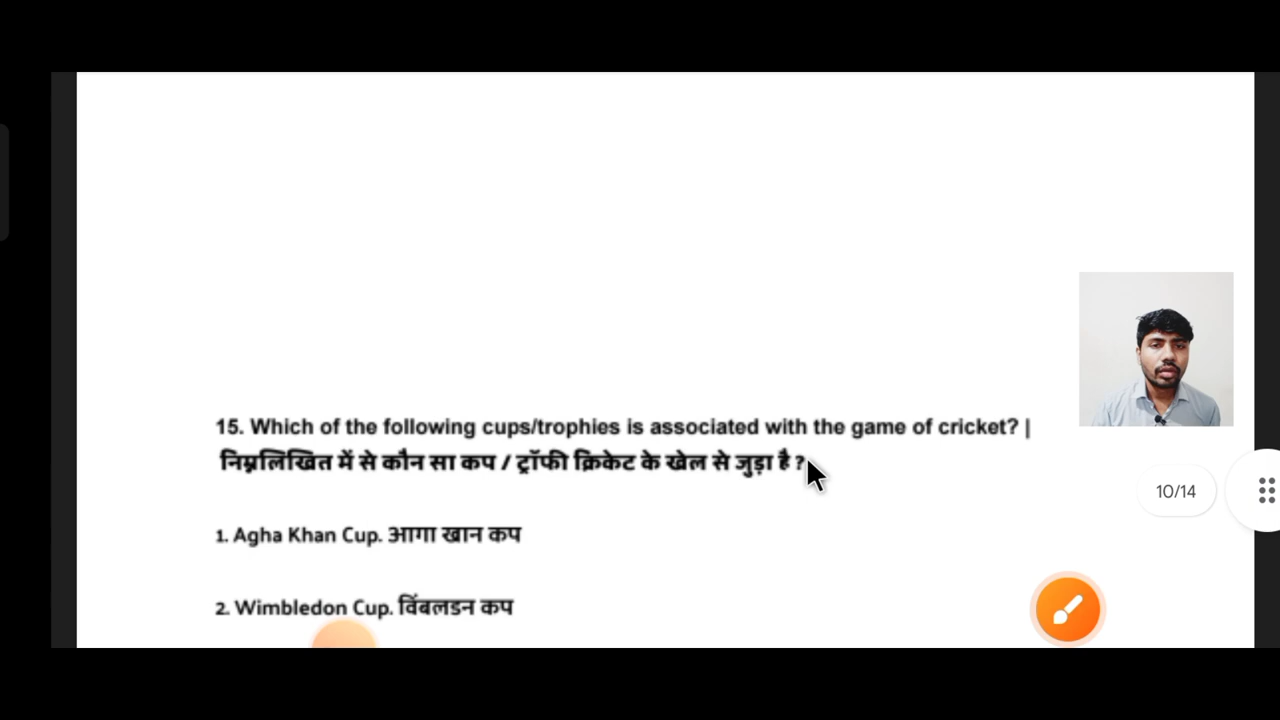 15. Which of the following cups/trophies is associated with the game of cricket? |
निम्नलिखित में से कौन सा कप / ट्रॉफी क्रिकेट के खेल से जुड़ा है ?
1. Agha Khan Cup. आगा खान कप
10/14
2. Wimbledon Cup. विंबलडन कप